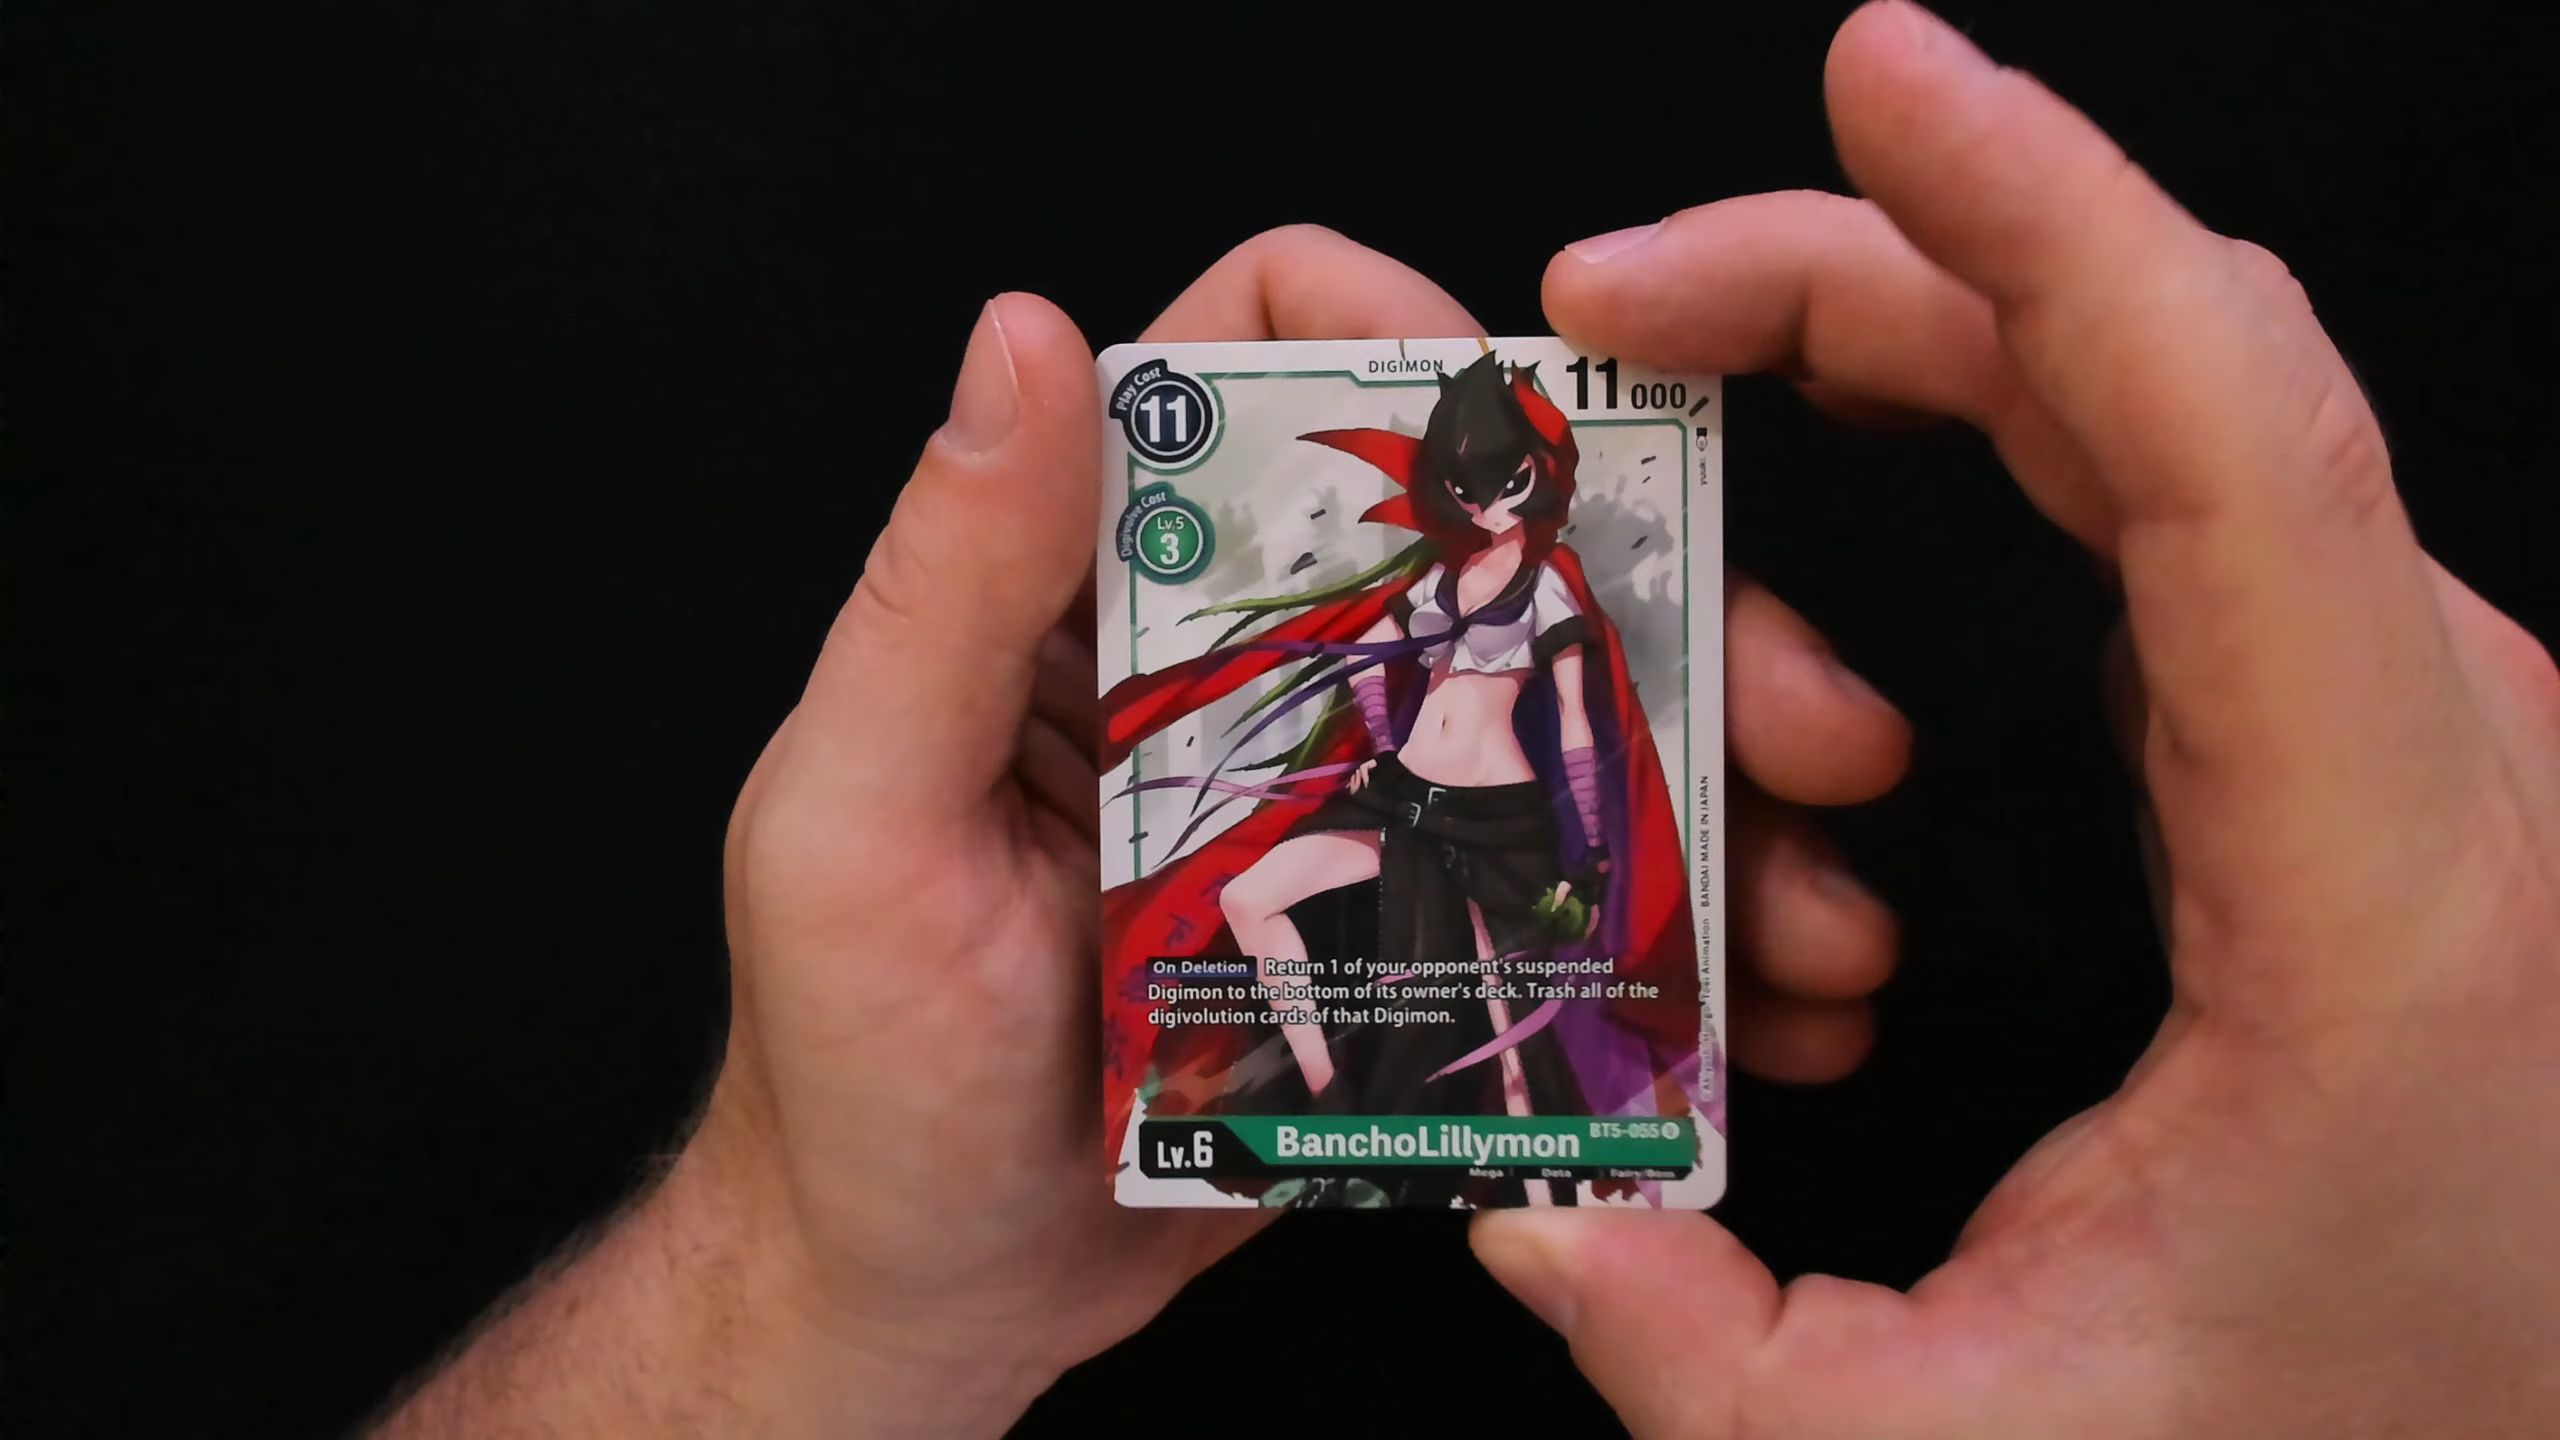 DIGIMON
Play Cost
11
11000
Digivolve Cost
Lv.5
3
yuuki
BANDAI MADE IN JAPAN
On Deletion Return 1 of your opponent's suspended
Digimon to the bottom of its owner's deck. Trash all of the
digivolution cards of that Digimon.
Lv.6
BanchoLillymon
BT5-055
Mega Data Fairy